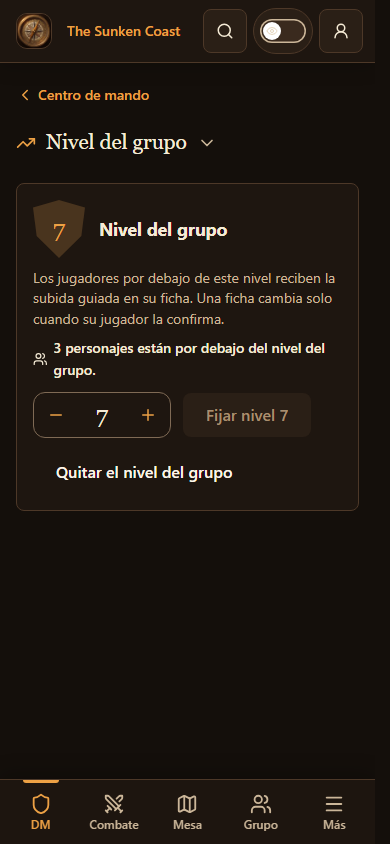 The Sunken Coast
Centro de mando
Nivel del grupo
7
Nivel del grupo
Los jugadores por debajo de este nivel reciben la
subida guiada en su ficha. Una ficha cambia solo
cuando su jugador la confirma.
3 personajes están por debajo del nivel del
grupo.
7
Fijar nivel 7
Quitar el nivel del grupo
DM
Combate
Mesa
Grupo
Más